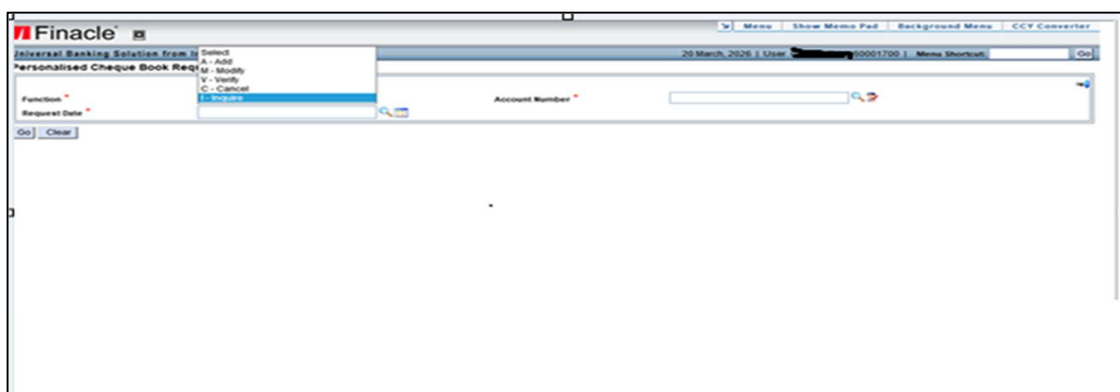 Finacle
Menu | Show Memo Pad | Background Menu | CCY Converter
Universal Banking Solution from
20 March, 2026 | User 60001700 | Menu Shortcut: Go
Personalised Cheque Book Req
Select
A - Add
M - Modify
V - Verify
C - Cancel
I - Inquire
Function * Account Number *
Request Date *
Go Clear